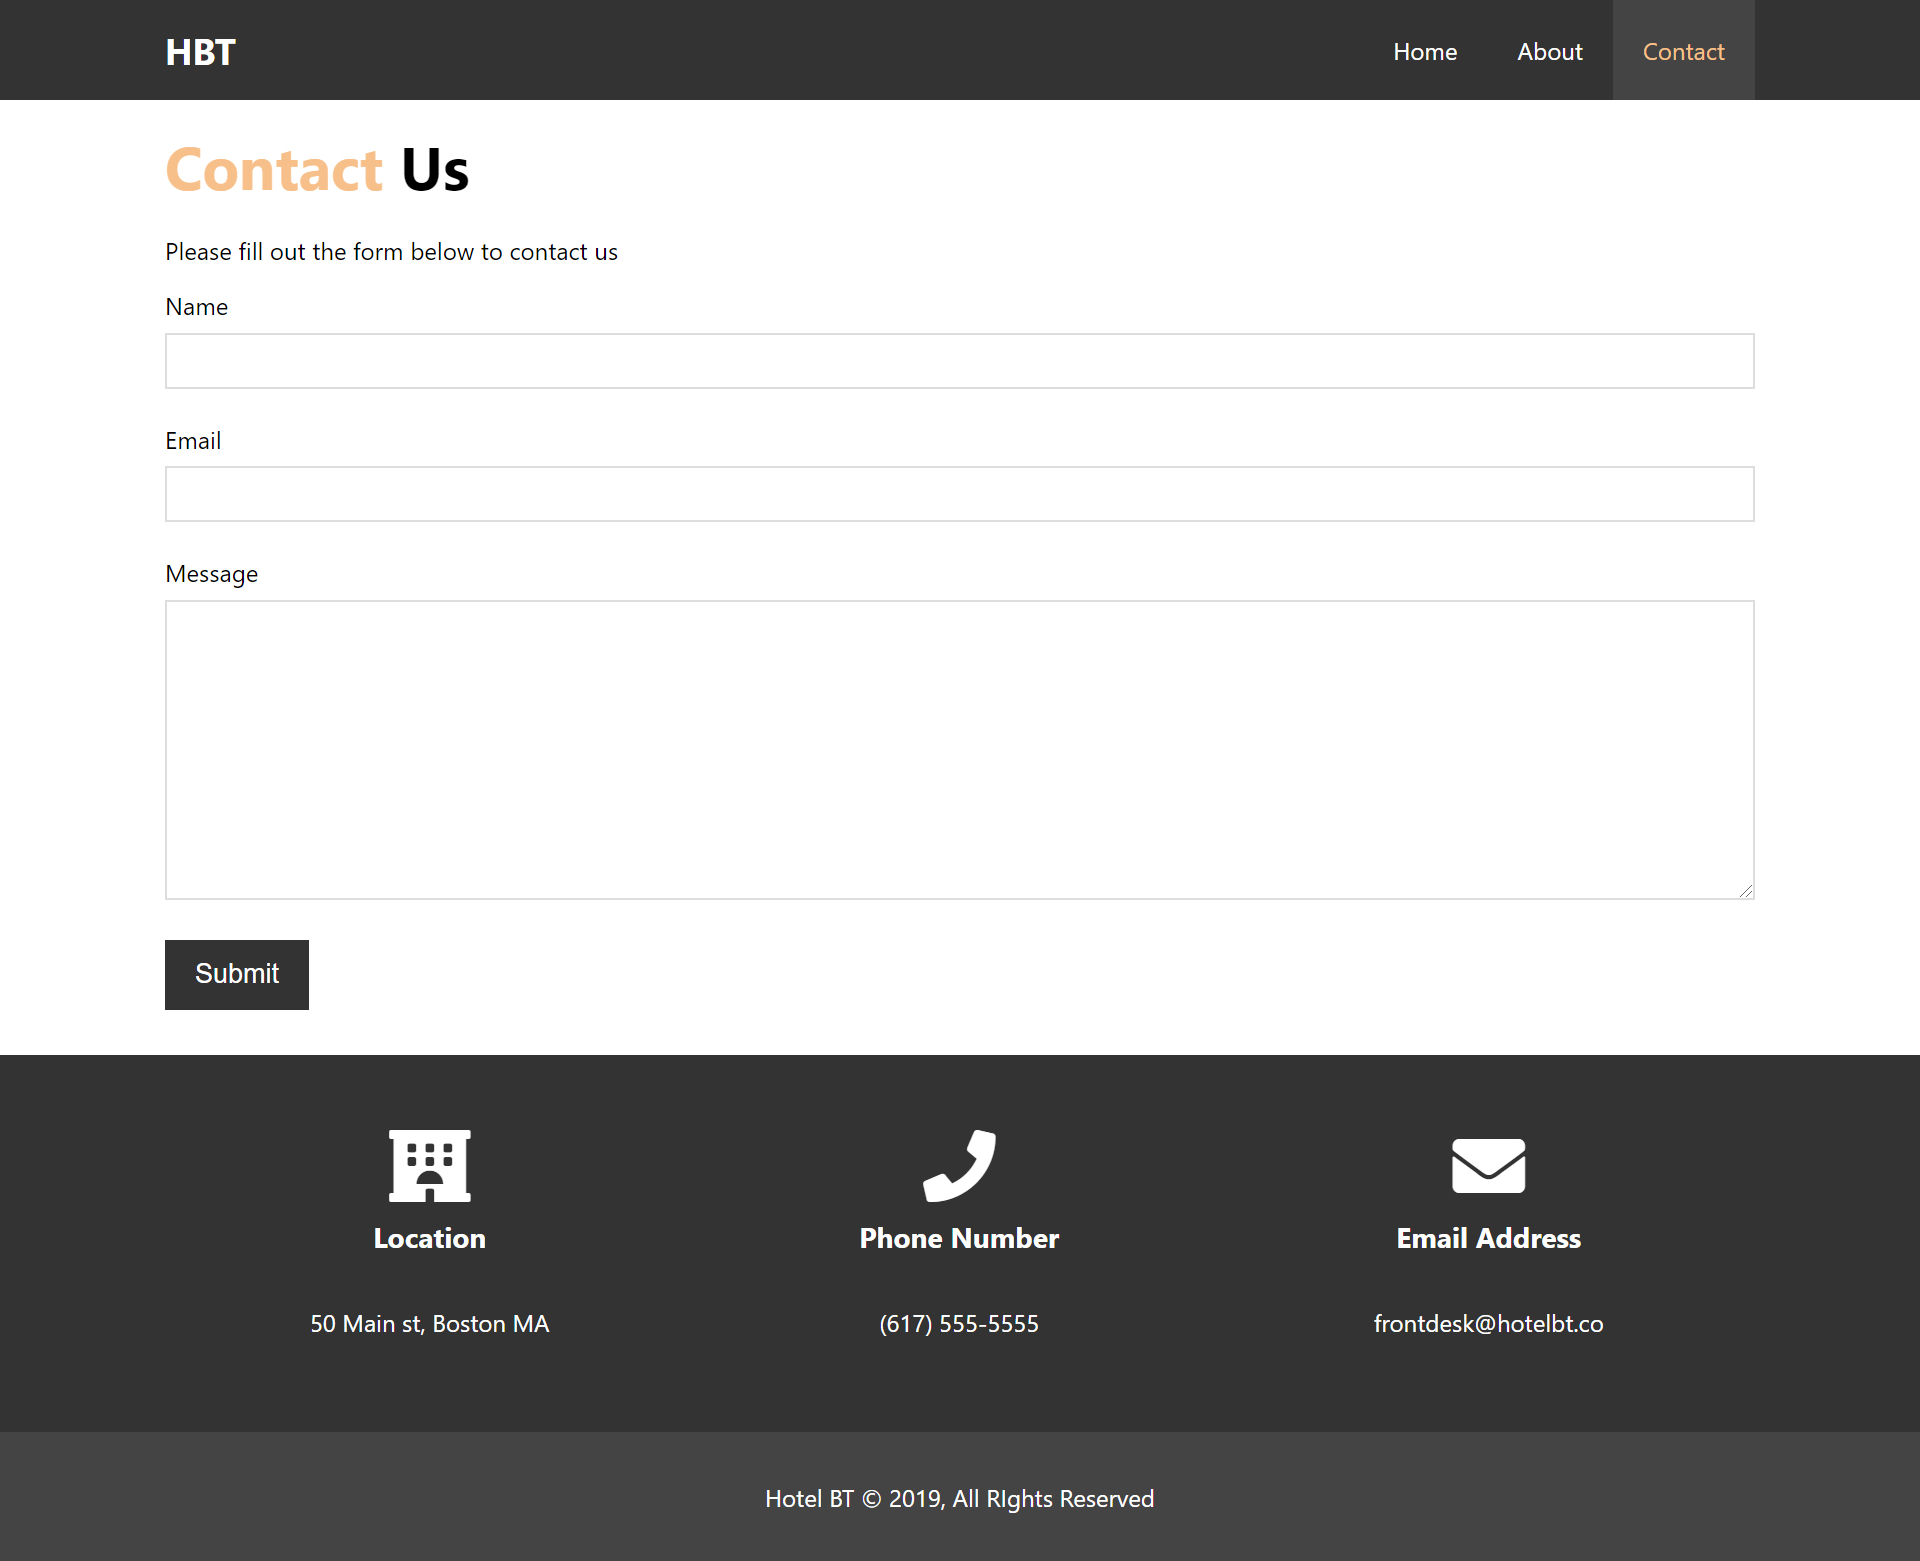 HBT
Home
About
Contact
Contact Us
Please fill out the form below to contact us
Name
Email
Message
Submit
Location
50 Main st, Boston MA
Phone Number
(617) 555-5555
Email Address
frontdesk@hotelbt.co
Hotel BT © 2019, All RIghts Reserved